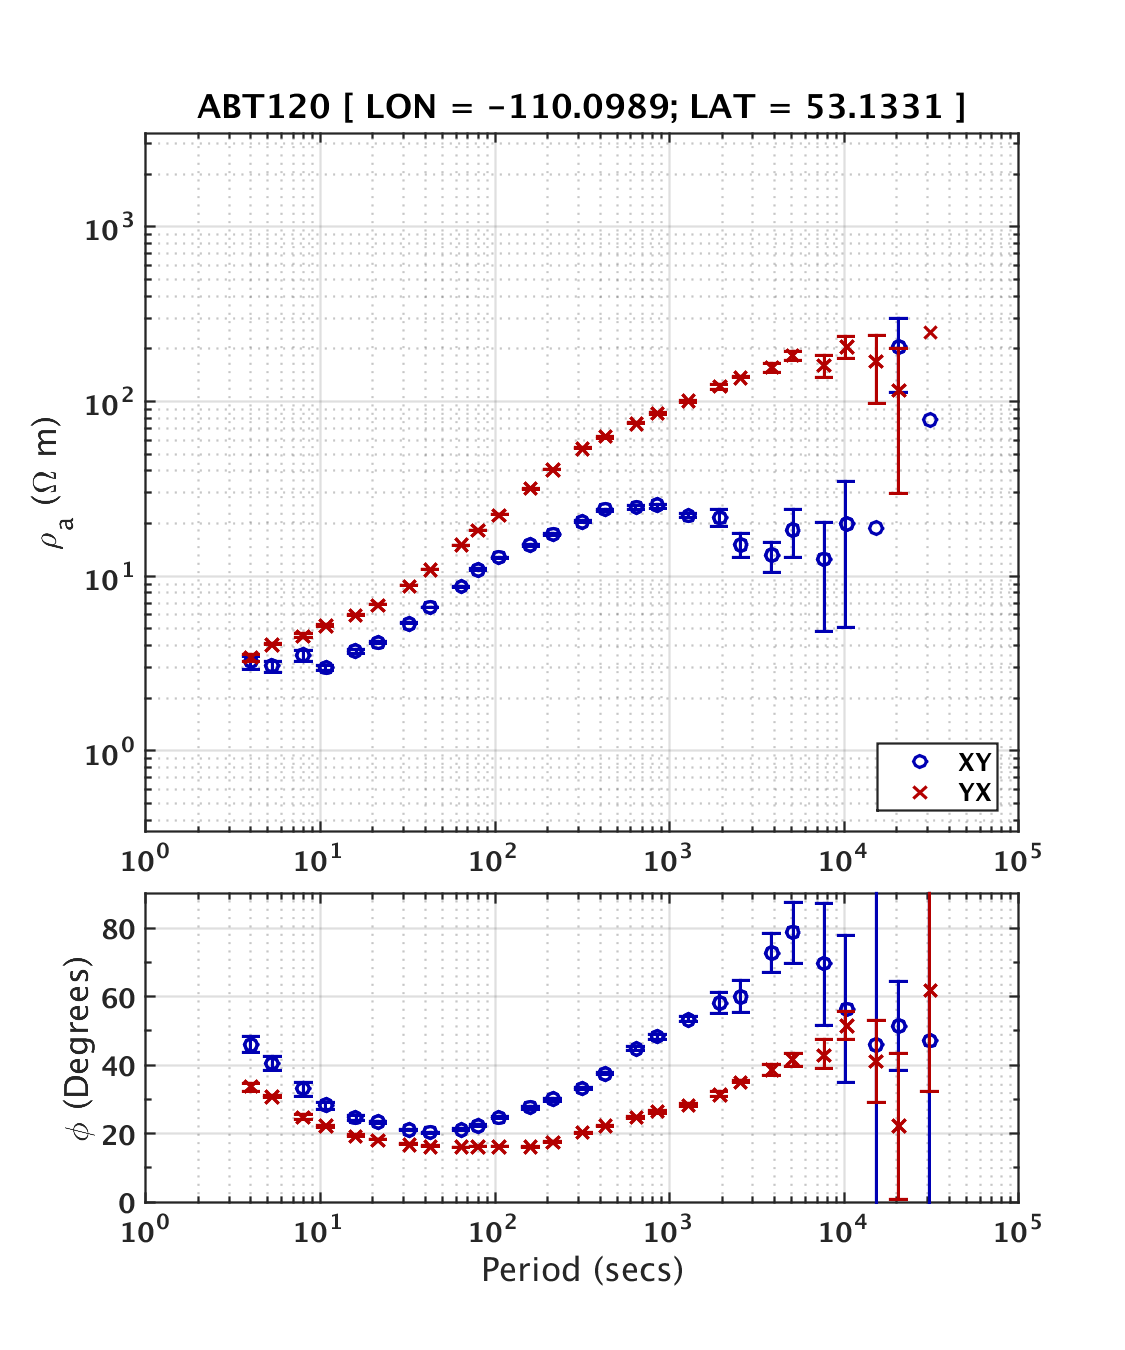 ABT120 [ LON = -110.0989; LAT = 53.1331 ]
10³
10²
10¹
10⁰
ρa (Ω m)
XY
YX
10⁰ 10¹ 10² 10³ 10⁴ 10⁵
80
60
40
20
0
ϕ (Degrees)
10⁰ 10¹ 10² 10³ 10⁴ 10⁵
Period (secs)